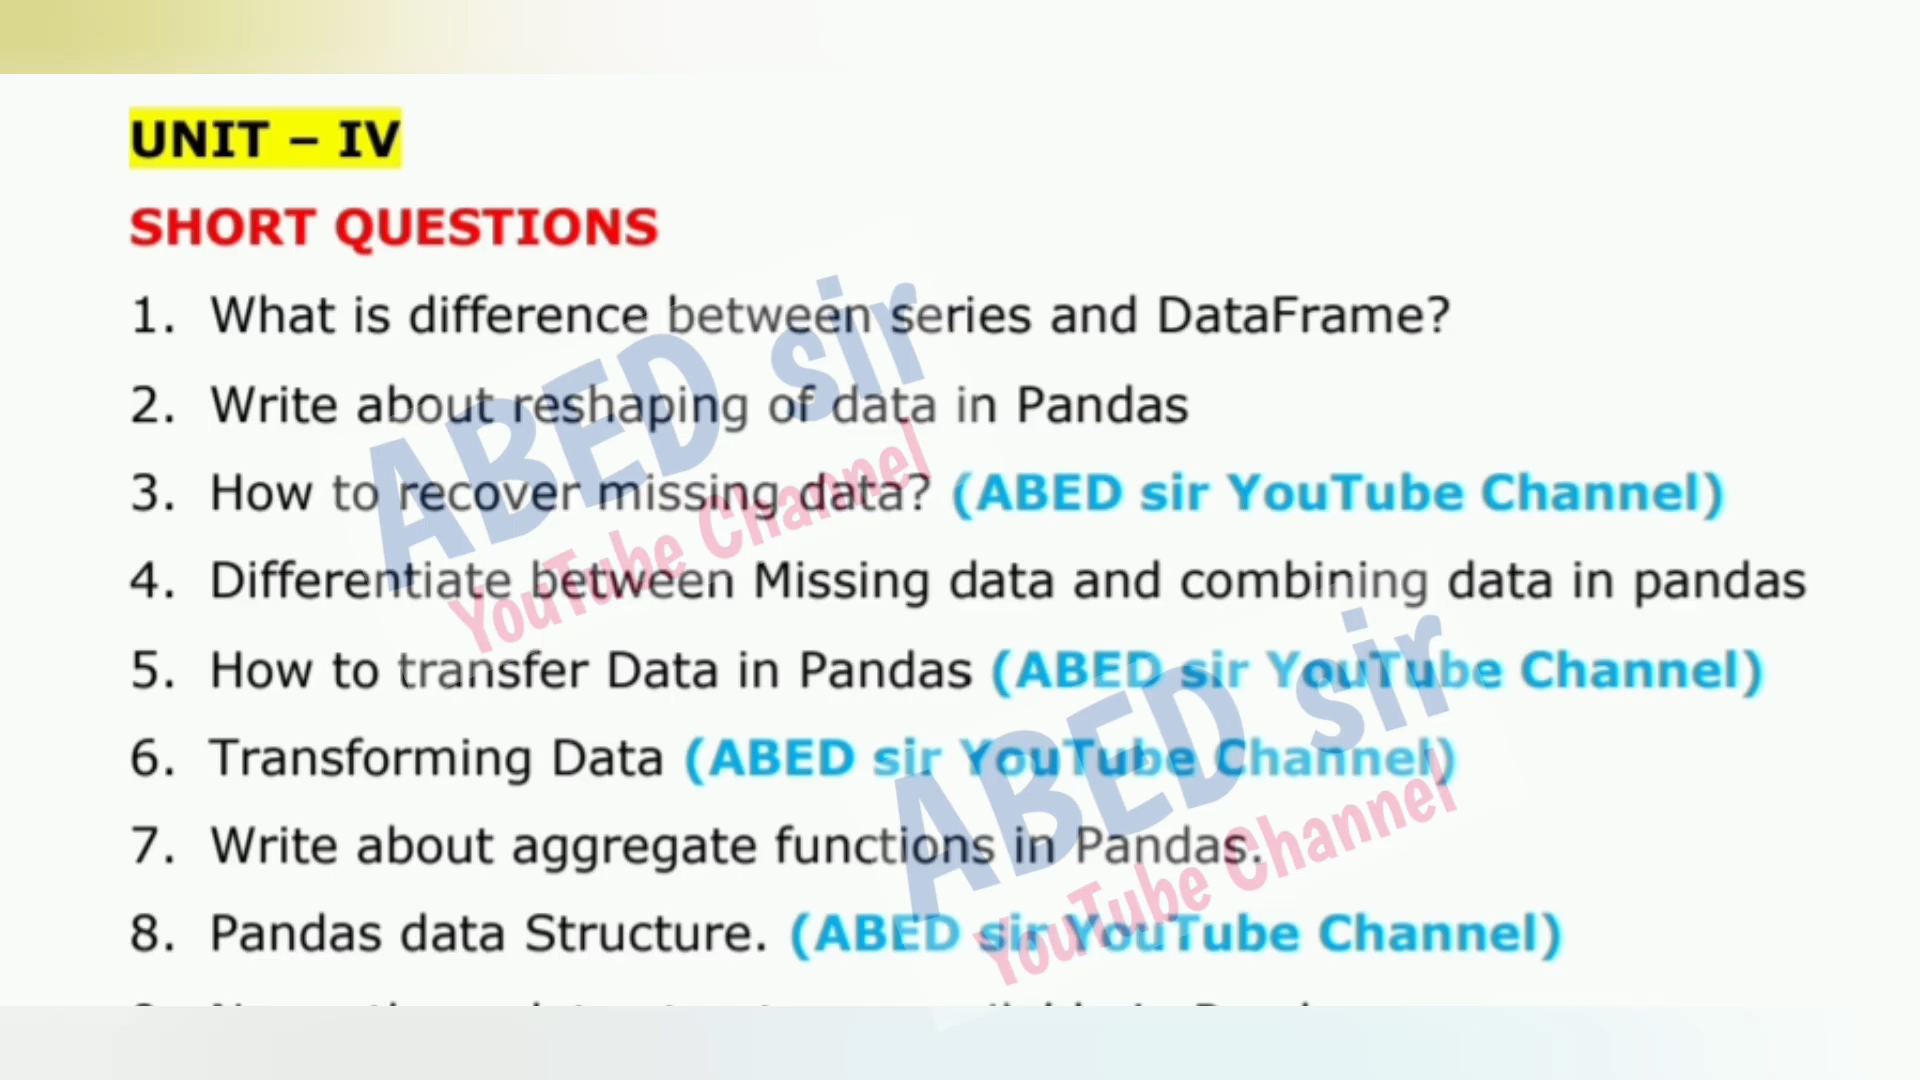 UNIT – IV
SHORT QUESTIONS
1. What is difference between series and DataFrame?
2. Write about reshaping of data in Pandas
3. How to recover missing data? (ABED sir YouTube Channel)
4. Differentiate between Missing data and combining data in pandas
5. How to transfer Data in Pandas (ABED sir YouTube Channel)
6. Transforming Data (ABED sir YouTube Channel)
7. Write about aggregate functions in Pandas.
8. Pandas data Structure. (ABED sir YouTube Channel)
ABED sir
YouTube Channel
ABED sir
YouTube Channel